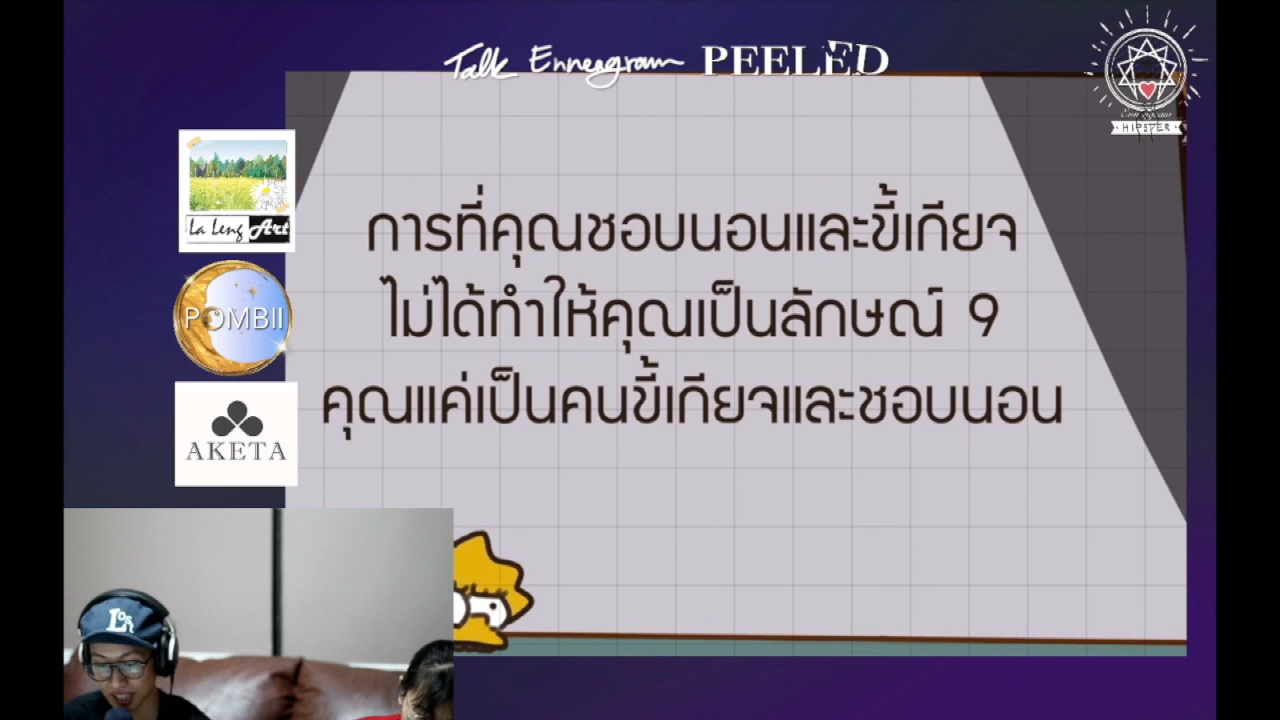 Talk Enneagram PEELED
Enneagram
HIPSTER
La Leng Art
POMBII
AKETA
การที่คุณชอบนอนและขี้เกียจ
ไม่ได้ทำให้คุณเป็นลักษณ์ 9
คุณแค่เป็นคนขี้เกียจและชอบนอน